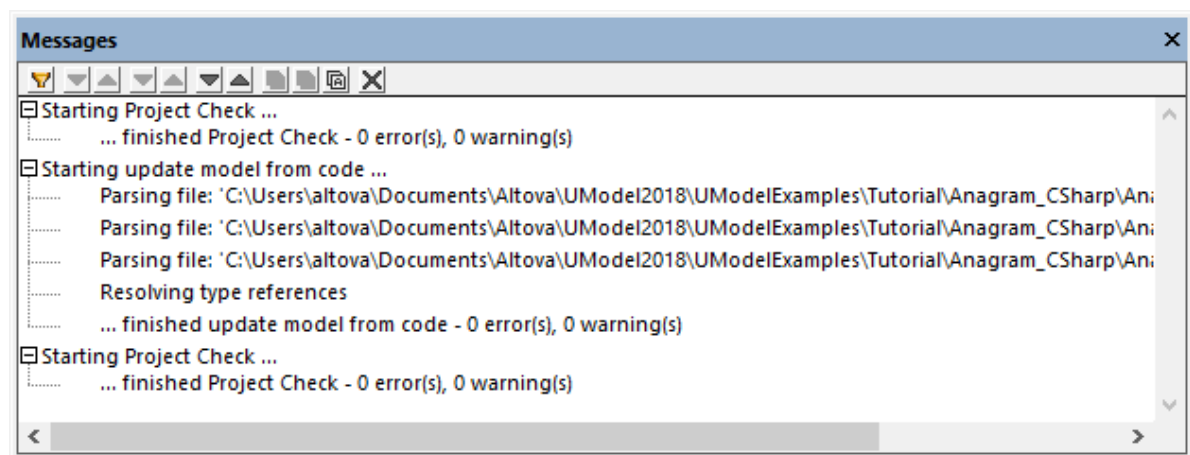 Messages
Starting Project Check ...
... finished Project Check - 0 error(s), 0 warning(s)
Starting update model from code ...
Parsing file: 'C:\Users\altova\Documents\Altova\UModel2018\UModelExamples\Tutorial\Anagram_CSharp\Ana
Parsing file: 'C:\Users\altova\Documents\Altova\UModel2018\UModelExamples\Tutorial\Anagram_CSharp\Ana
Parsing file: 'C:\Users\altova\Documents\Altova\UModel2018\UModelExamples\Tutorial\Anagram_CSharp\Ana
Resolving type references
... finished update model from code - 0 error(s), 0 warning(s)
Starting Project Check ...
... finished Project Check - 0 error(s), 0 warning(s)